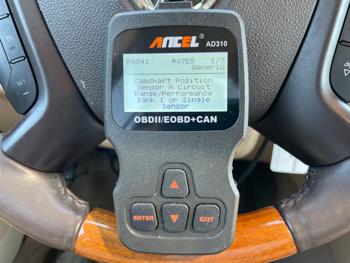 ANCEL
AD310
P0341 $07E8 1/7
Generic
Camshaft Position
Sensor A Circuit
Range/Performance
Bank 1 or Single
Sensor
OBDII/EOBD+CAN
ENTER
EXIT
SET